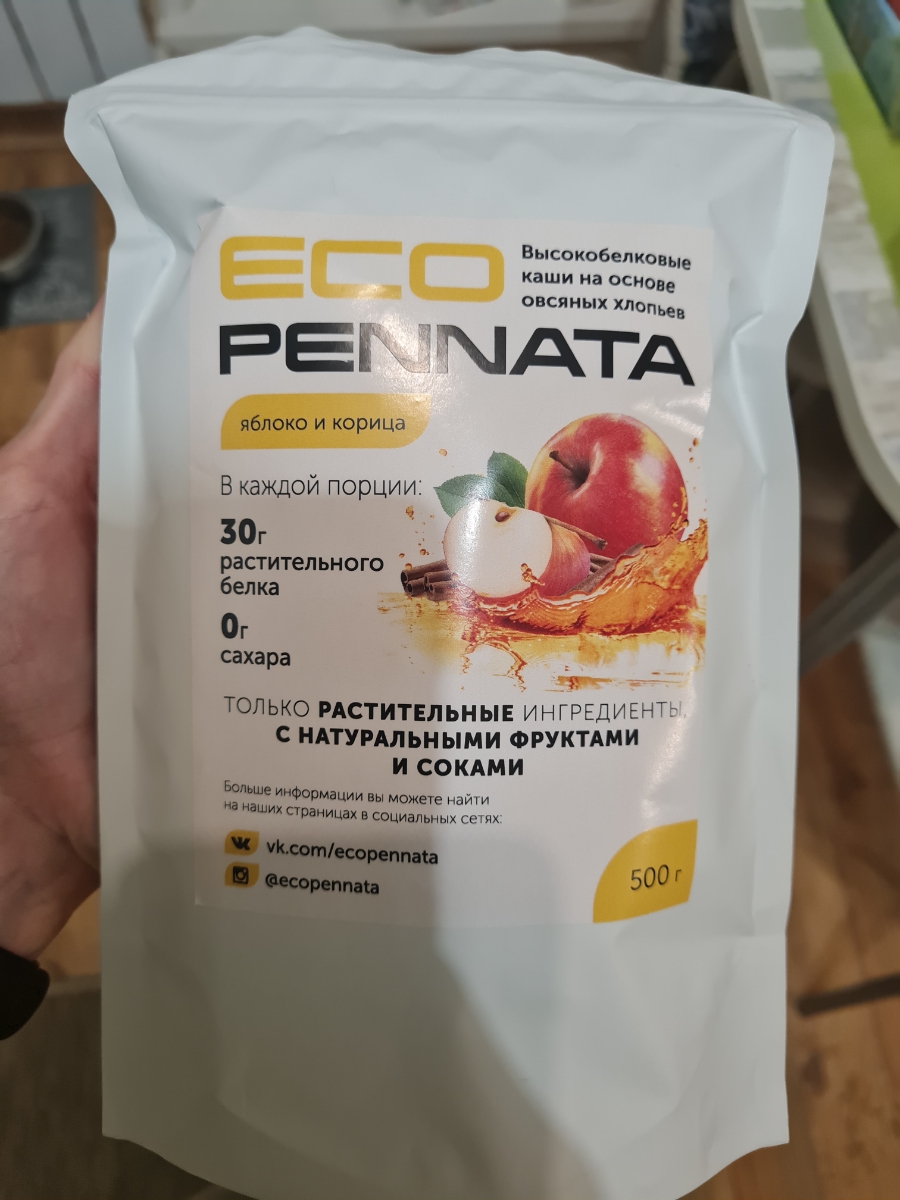 ECO
PENNATA
Высокобелковые
каши на основе
овсяных хлопьев
яблоко и корица
В каждой порции:
30г
растительного
белка
0г
сахара
ТОЛЬКО РАСТИТЕЛЬНЫЕ ИНГРЕДИЕНТЫ,
С НАТУРАЛЬНЫМИ ФРУКТАМИ
И СОКАМИ
Больше информации вы можете найти
на наших страницах в социальных сетях:
vk.com/ecopennata
@ecopennata
500 г